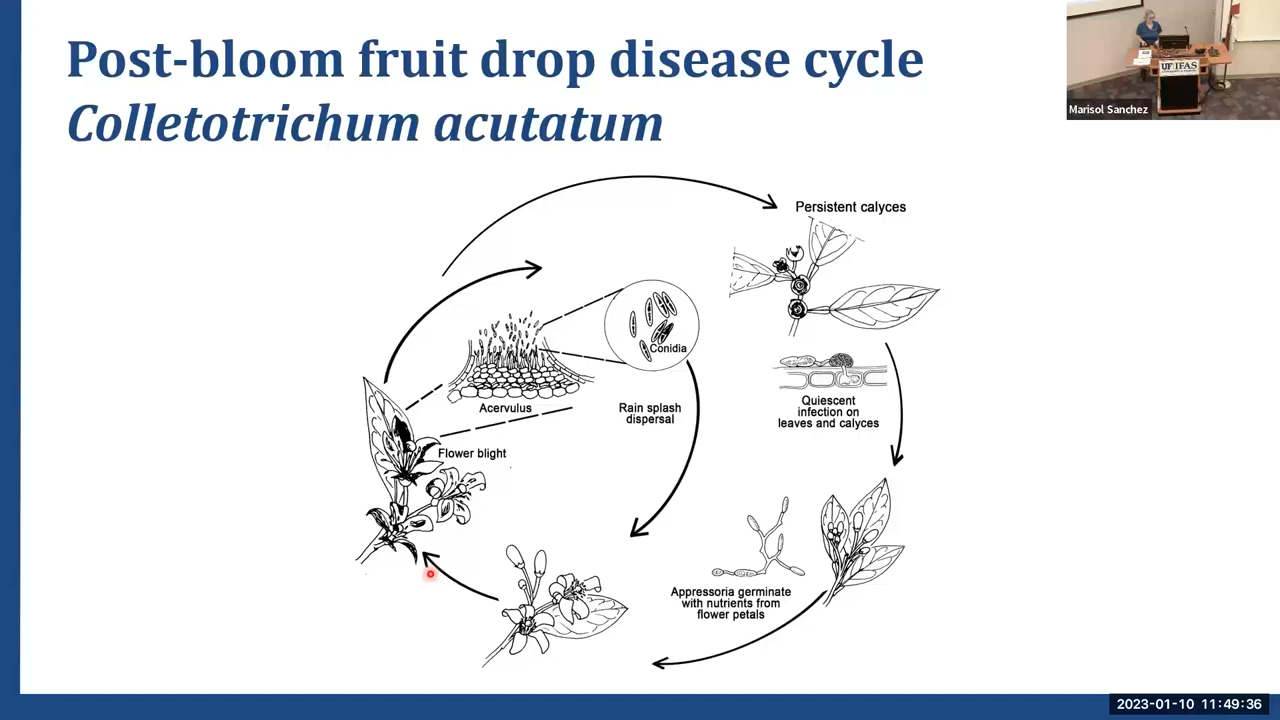 Post-bloom fruit drop disease cycle
Colletotrichum acutatum
UF IFAS
Marisol Sanchez
Persistent calyces
Conidia
Acervulus
Rain splash
dispersal
Quiescent
infection on
leaves and calyces
Flower blight
Appressoria germinate
with nutrients from
flower petals
2023-01-10 11:49:36